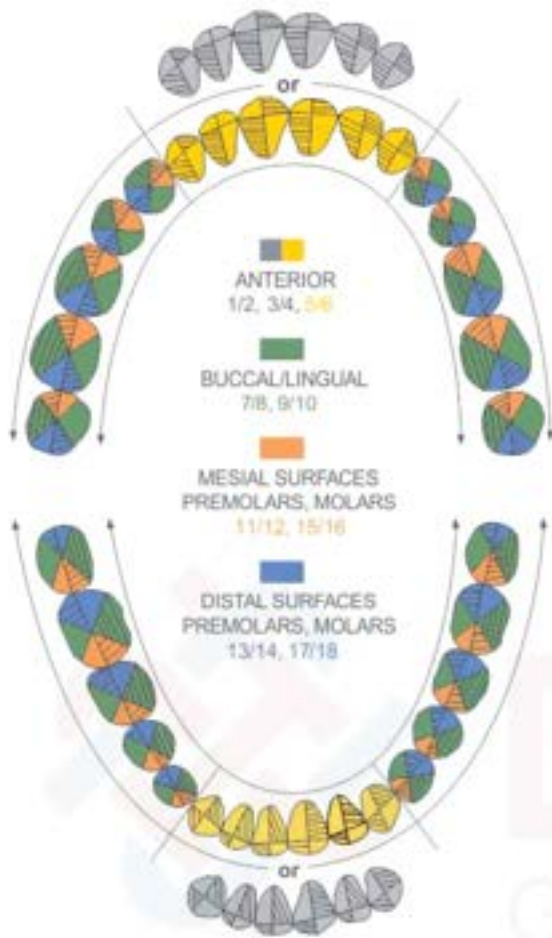 or
ANTERIOR
1/2, 3/4, 5/6
BUCCAL/LINGUAL
7/8, 9/10
MESIAL SURFACES
PREMOLARS, MOLARS
11/12, 15/16
DISTAL SURFACES
PREMOLARS, MOLARS
13/14, 17/18
or